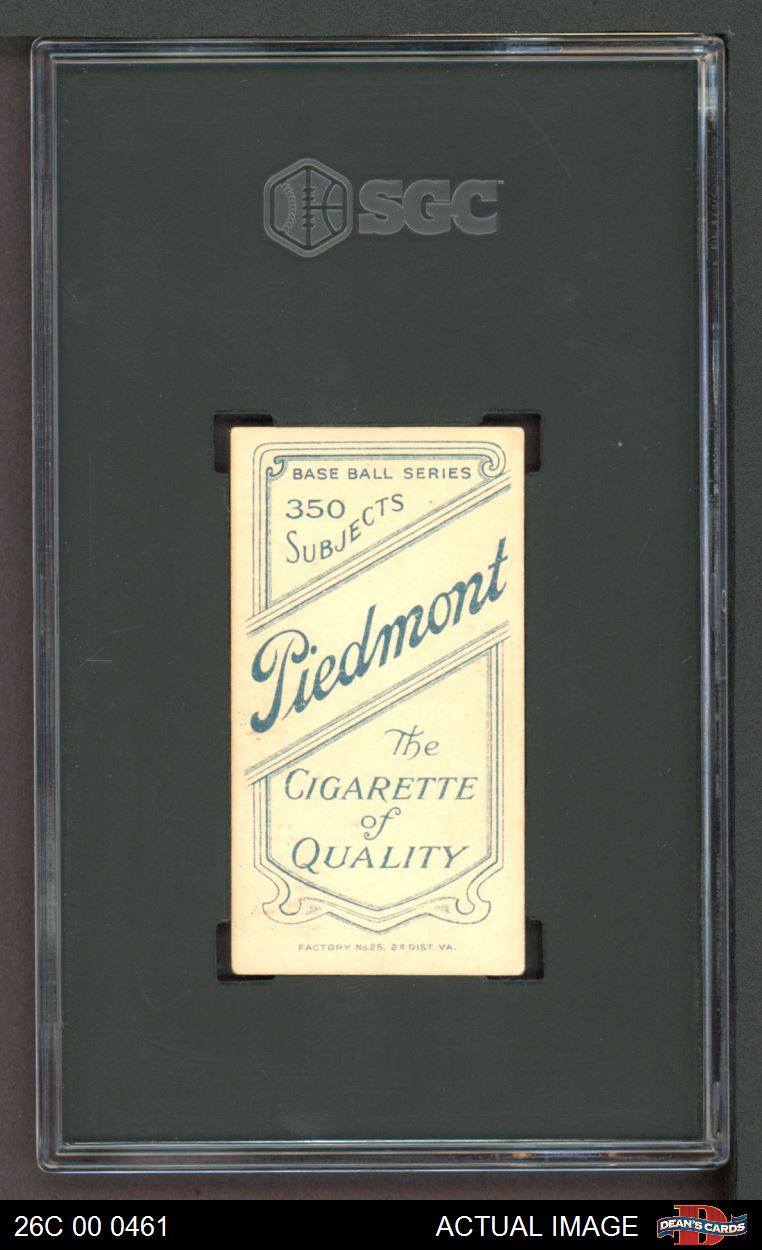 SGC
BASE BALL SERIES
350
SUBJECTS
Piedmont
The
CIGARETTE
of
QUALITY
FACTORY No.25. 2d DIST. VA.
26C 00 0461
ACTUAL IMAGE
DEAN'S CARDS